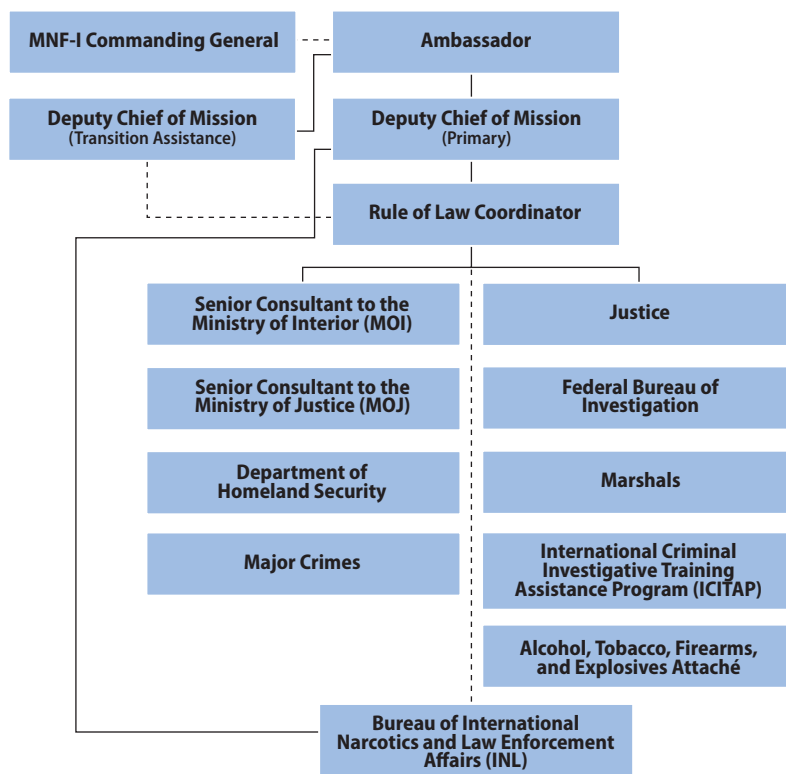 MNF-I Commanding General
Ambassador
Deputy Chief of Mission
(Transition Assistance)
Deputy Chief of Mission
(Primary)
Rule of Law Coordinator
Senior Consultant to the
Ministry of Interior (MOI)
Justice
Senior Consultant to the
Ministry of Justice (MOJ)
Federal Bureau of
Investigation
Department of
Homeland Security
Marshals
Major Crimes
International Criminal
Investigative Training
Assistance Program (ICITAP)
Alcohol, Tobacco, Firearms,
and Explosives Attaché
Bureau of International
Narcotics and Law Enforcement
Affairs (INL)